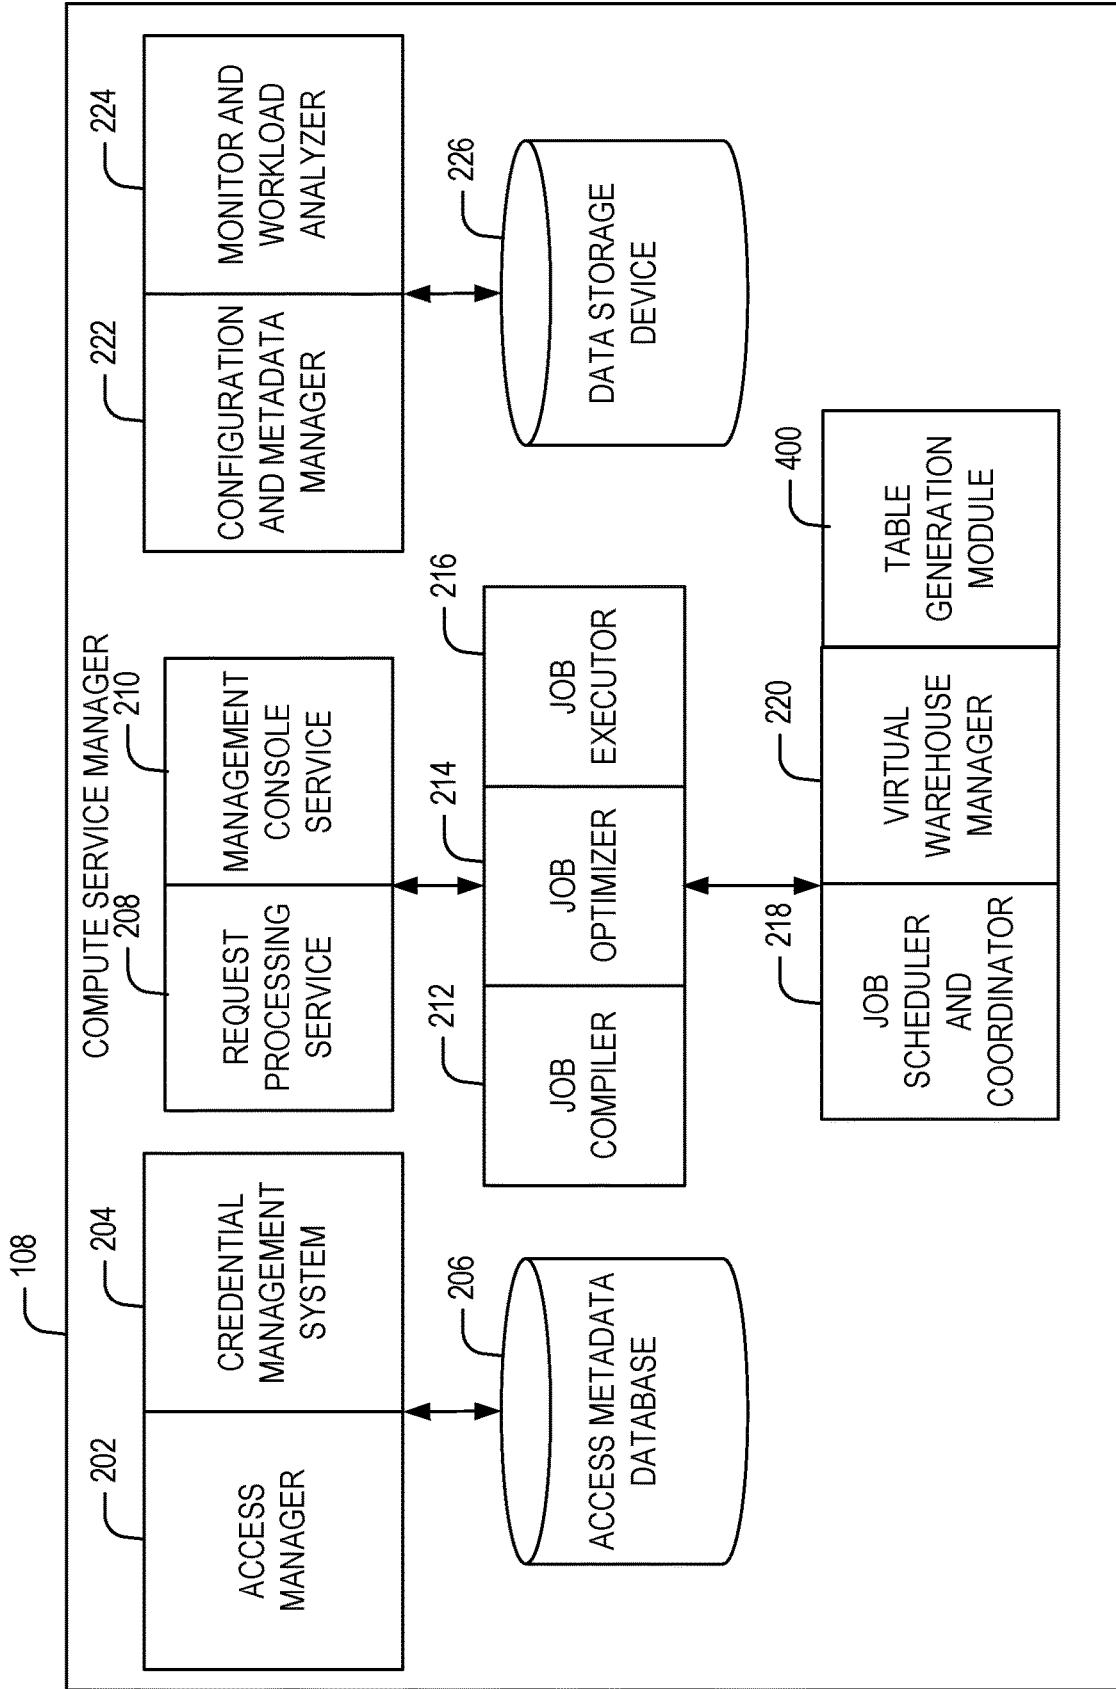 108
COMPUTE SERVICE MANAGER
202
ACCESS
MANAGER
204
CREDENTIAL
MANAGEMENT
SYSTEM
206
ACCESS METADATA
DATABASE
208
REQUEST
PROCESSING
SERVICE
210
MANAGEMENT
CONSOLE
SERVICE
212
JOB
COMPILER
214
JOB
OPTIMIZER
216
JOB
EXECUTOR
218
JOB
SCHEDULER
AND
COORDINATOR
220
VIRTUAL
WAREHOUSE
MANAGER
400
TABLE
GENERATION
MODULE
222
CONFIGURATION
AND METADATA
MANAGER
224
MONITOR AND
WORKLOAD
ANALYZER
226
DATA STORAGE
DEVICE